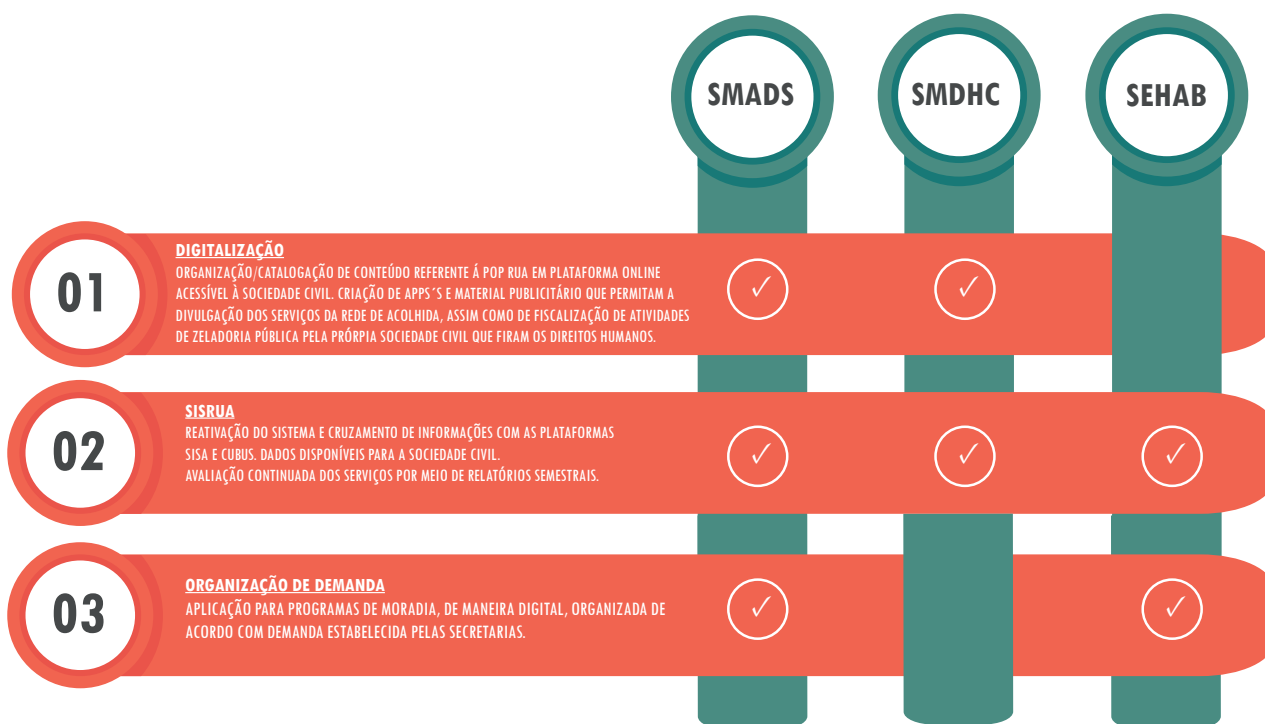 SMADS
SMDHC
SEHAB
01
DIGITALIZAÇÃO
ORGANIZAÇÃO/CATALOGAÇÃO DE CONTEÚDO REFERENTE Á POP RUA EM PLATAFORMA ONLINE
ACESSÍVEL À SOCIEDADE CIVIL. CRIAÇÃO DE APPS´S E MATERIAL PUBLICITÁRIO QUE PERMITAM A
DIVULGAÇÃO DOS SERVIÇOS DA REDE DE ACOLHIDA, ASSIM COMO DE FISCALIZAÇÃO DE ATIVIDADES
DE ZELADORIA PÚBLICA PELA PRÓRPIA SOCIEDADE CIVIL QUE FIRAM OS DIREITOS HUMANOS.
✓
✓
02
SISRUA
REATIVAÇÃO DO SISTEMA E CRUZAMENTO DE INFORMAÇÕES COM AS PLATAFORMAS
SISA E CUBUS. DADOS DISPONÍVEIS PARA A SOCIEDADE CIVIL.
AVALIAÇÃO CONTINUADA DOS SERVIÇOS POR MEIO DE RELATÓRIOS SEMESTRAIS.
✓
✓
✓
03
ORGANIZAÇÃO DE DEMANDA
APLICAÇÃO PARA PROGRAMAS DE MORADIA, DE MANEIRA DIGITAL, ORGANIZADA DE
ACORDO COM DEMANDA ESTABELECIDA PELAS SECRETARIAS.
✓
✓